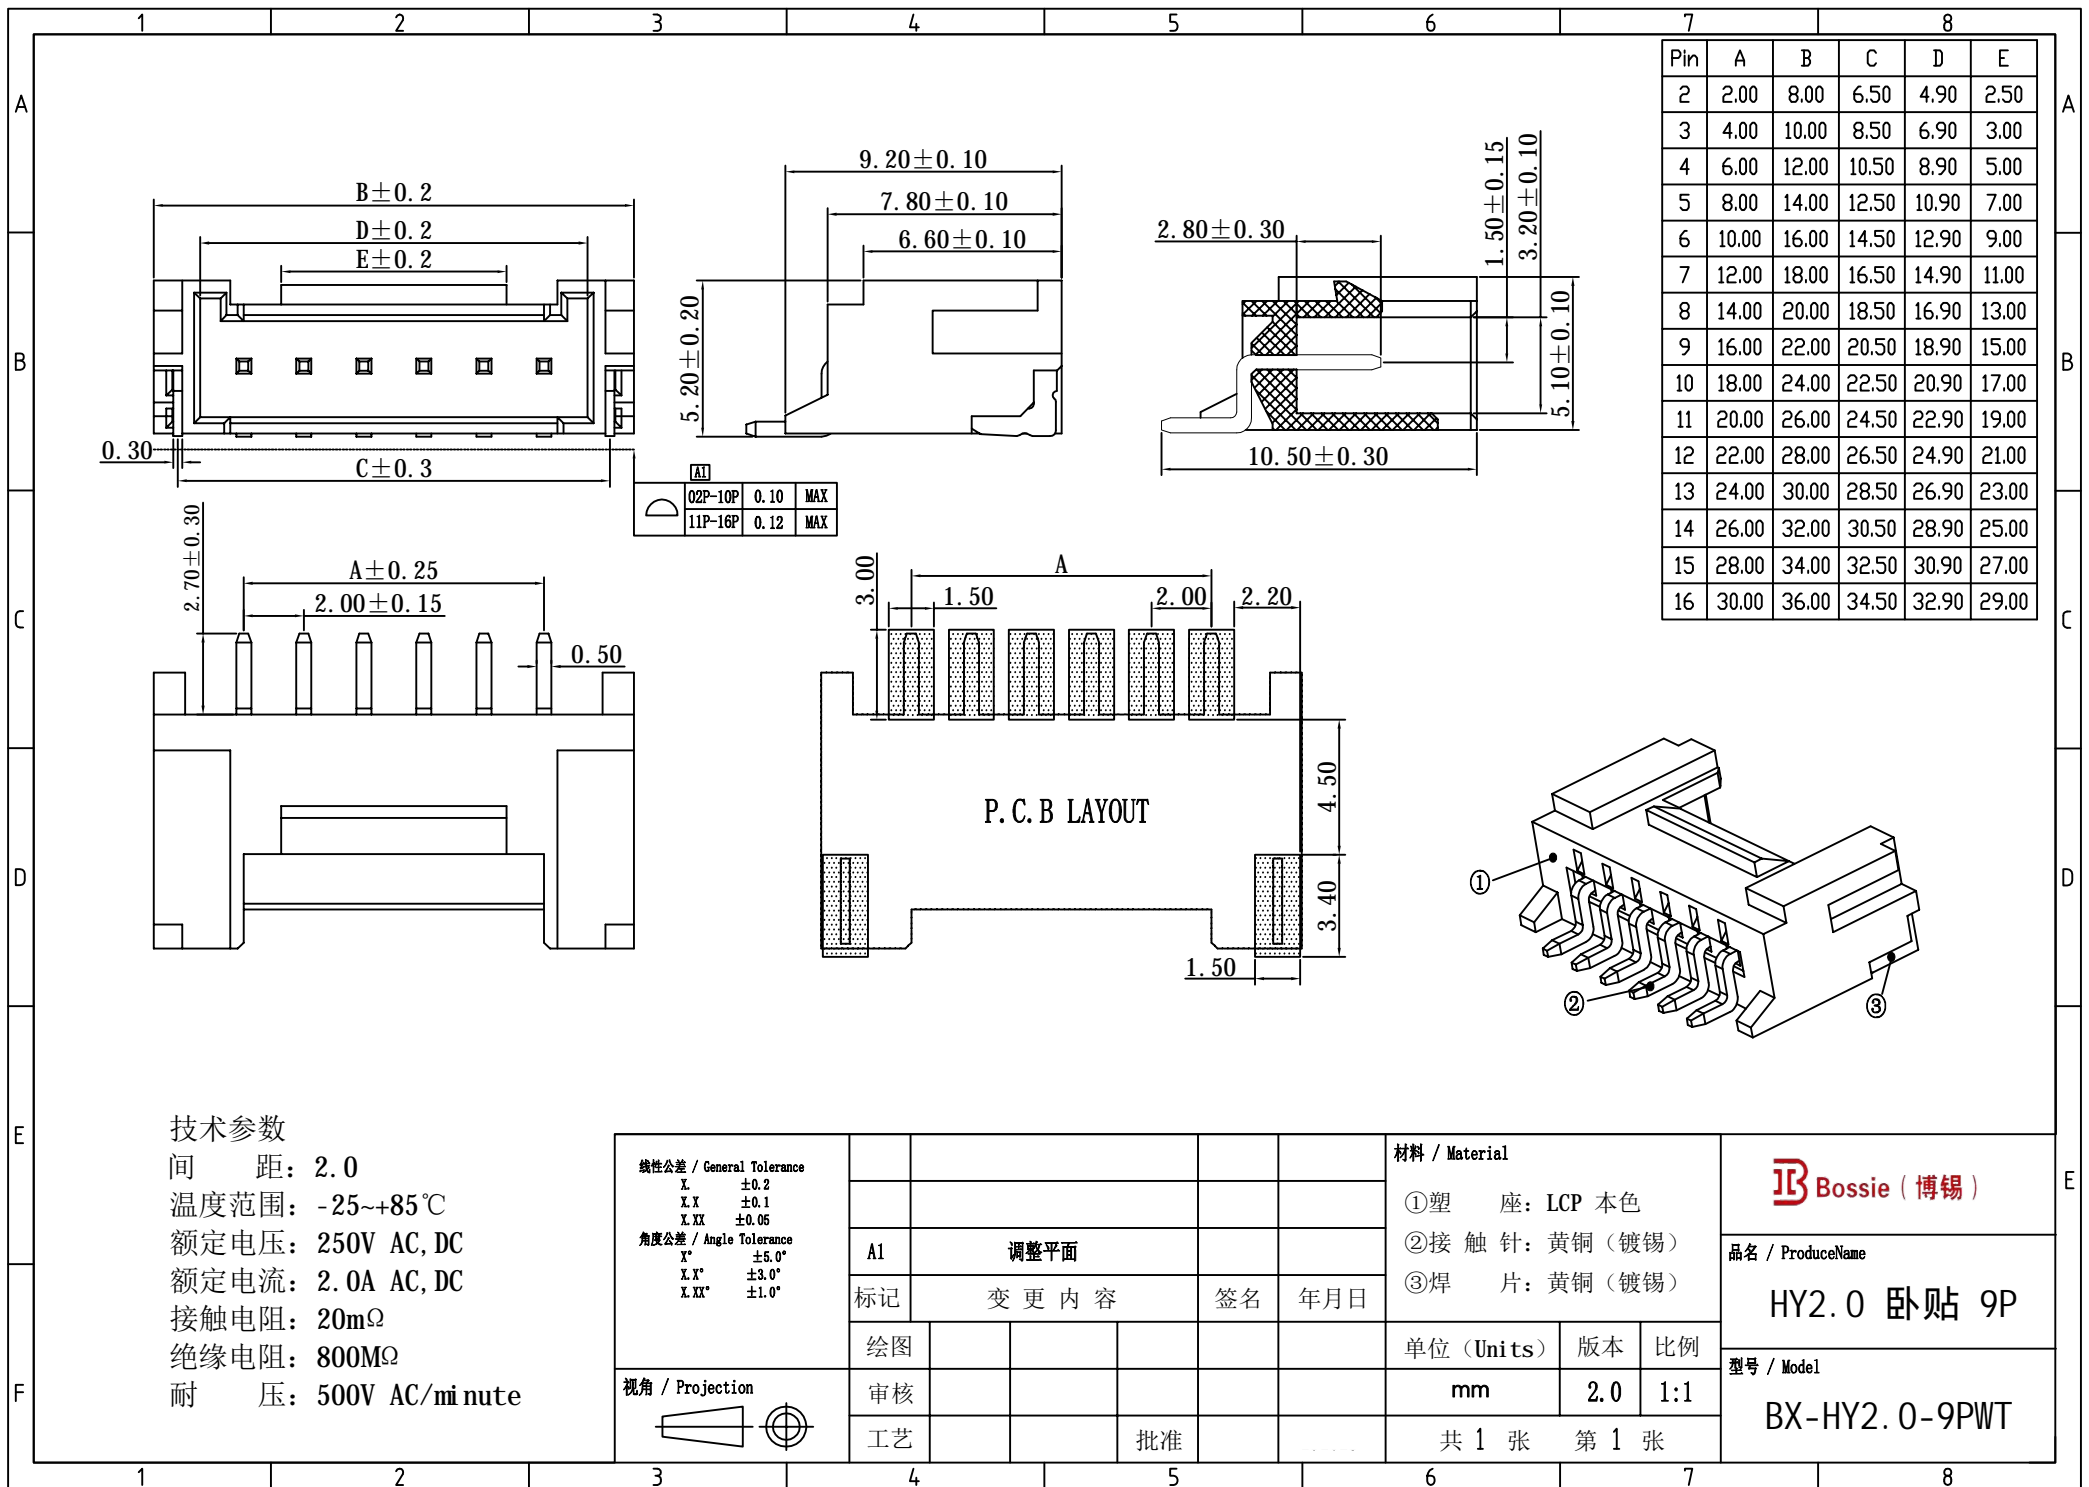 1 2 3 4 5 6 7 8
A
B
C
D
E
F
A
B
C
D
E
Pin A B C D E
2 2.00 8.00 6.50 4.90 2.50
3 4.00 10.00 8.50 6.90 3.00
4 6.00 12.00 10.50 8.90 5.00
5 8.00 14.00 12.50 10.90 7.00
6 10.00 16.00 14.50 12.90 9.00
7 12.00 18.00 16.50 14.90 11.00
8 14.00 20.00 18.50 16.90 13.00
9 16.00 22.00 20.50 18.90 15.00
10 18.00 24.00 22.50 20.90 17.00
11 20.00 26.00 24.50 22.90 19.00
12 22.00 28.00 26.50 24.90 21.00
13 24.00 30.00 28.50 26.90 23.00
14 26.00 32.00 30.50 28.90 25.00
15 28.00 34.00 32.50 30.90 27.00
16 30.00 36.00 34.50 32.90 29.00
B±0.2
D±0.2
E±0.2
0.30
C±0.3
9.20±0.10
7.80±0.10
6.60±0.10
5.20±0.20
2.80±0.30
1.50±0.15
3.20±0.10
5.10±0.10
10.50±0.30
A1
02P-10P 0.10 MAX
11P-16P 0.12 MAX
2.70±0.30
A±0.25
2.00±0.15
0.50
3.00
A
1.50
2.00
2.20
4.50
3.40
1.50
P.C.B LAYOUT
①
②
③
技术参数
间 距：2.0
温度范围：-25~+85℃
额定电压：250V AC,DC
额定电流：2.0A AC,DC
接触电阻：20mΩ
绝缘电阻：800MΩ
耐 压：500V AC/minute
线性公差 / General Tolerance
X. ±0.2
X.X ±0.1
X.XX ±0.05
角度公差 / Angle Tolerance
X° ±5.0°
X.X° ±3.0°
X.XX° ±1.0°
视角 / Projection
A1 调整平面
标记 变更内容 签名 年月日
绘图
审核
工艺 批准
材料 / Material
①塑 座：LCP 本色
②接触针：黄铜（镀锡）
③焊 片：黄铜（镀锡）
单位（Units） 版本 比例
mm 2.0 1:1
共 1 张 第 1 张
Bossie（博锡）
品名 / ProduceName
HY2.0 卧贴 9P
型号 / Model
BX-HY2.0-9PWT
1 2 3 4 5 6 7 8